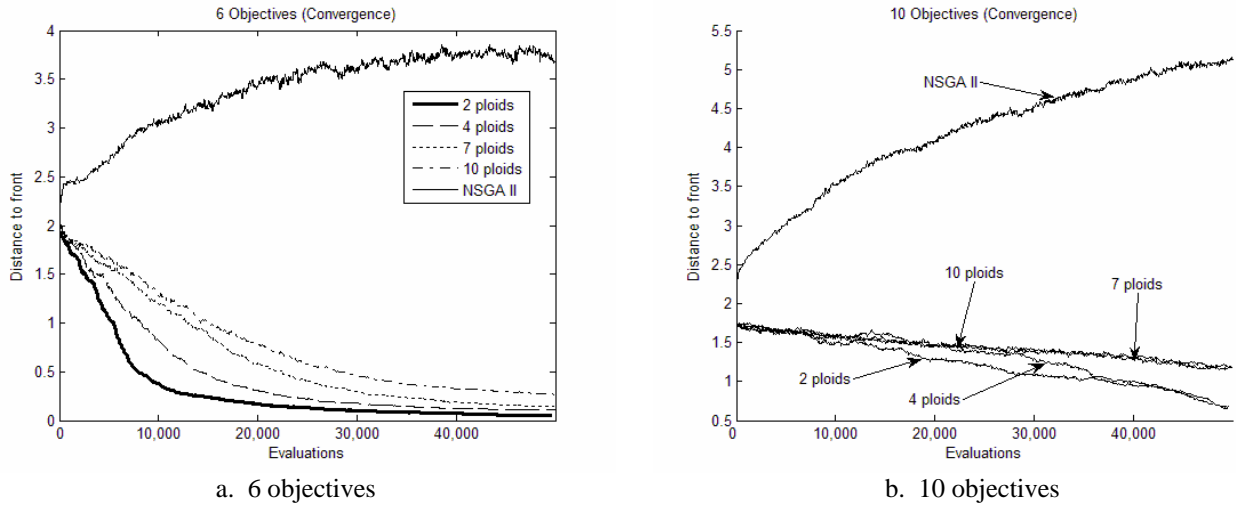 6 Objectives (Convergence)
4
3.5
3
2.5
2
1.5
1
0.5
0
Distance to front
2 ploids
4 ploids
7 ploids
10 ploids
NSGA II
0
10,000
20,000
30,000
40,000
Evaluations
a. 6 objectives
10 Objectives (Convergence)
5.5
5
4.5
4
3.5
3
2.5
2
1.5
1
0.5
Distance to front
NSGA II
10 ploids
7 ploids
2 ploids
4 ploids
0
10,000
20,000
30,000
40,000
Evaluations
b. 10 objectives